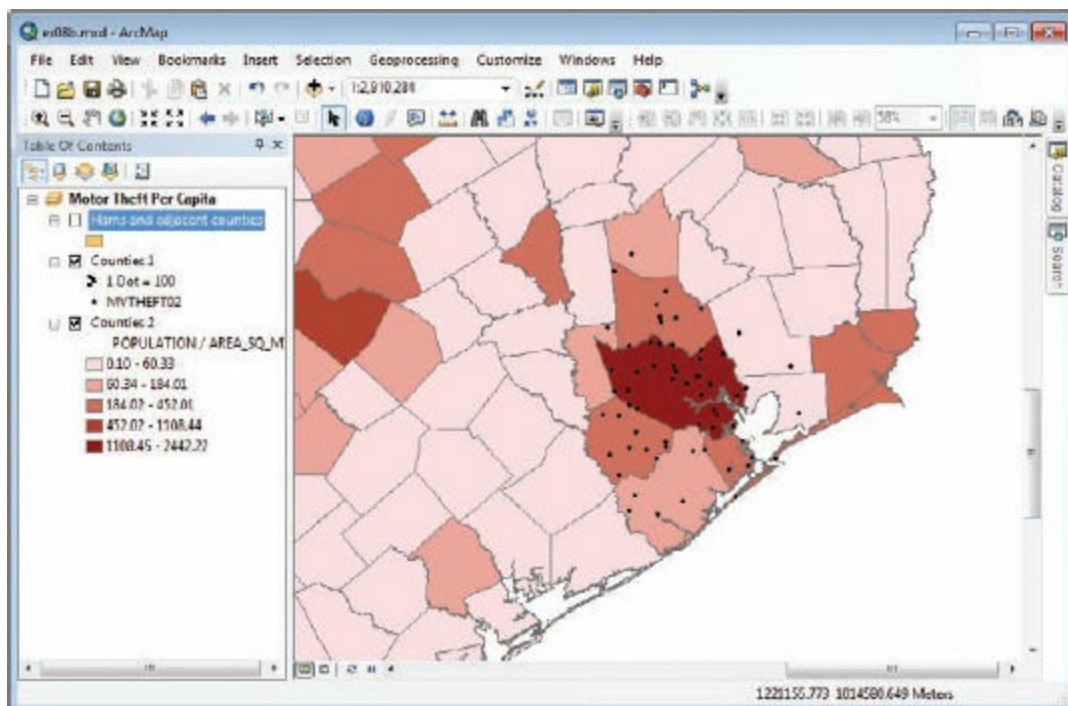 ex08b.mxd - ArcMap
File Edit View Bookmarks Insert Selection Geoprocessing Customize Windows Help
1:2,910,284
58%
Table Of Contents
Motor Theft Per Capita
Harris and adjacent counties
Counties 1
1 Dot = 100
MVTHEFT02
Counties 2
POPULATION / AREA_SQ_M
0.10 - 60.33
60.34 - 184.01
184.02 - 452.01
452.02 - 1108.44
1108.45 - 2442.22
Catalog
Search
1221155.773 1014580.649 Meters